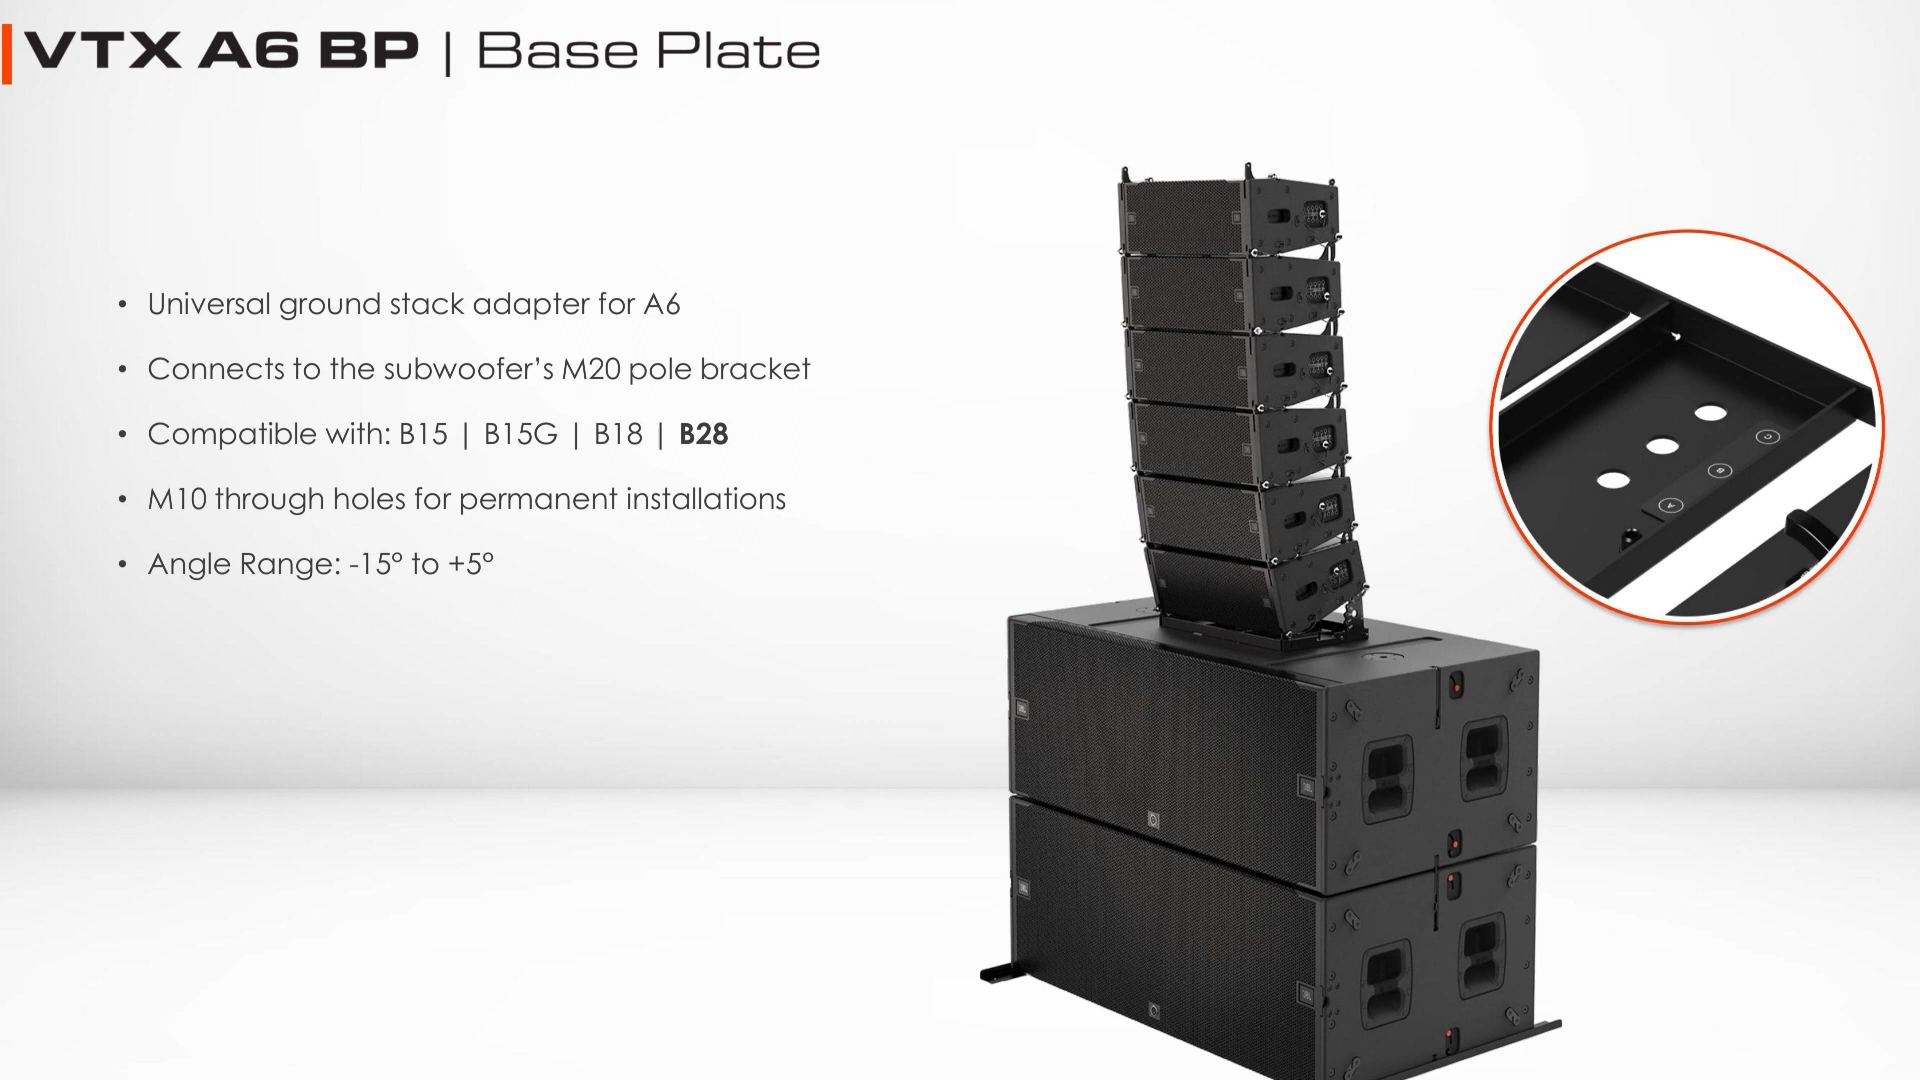 VTX A6 BP | Base Plate
• Universal ground stack adapter for A6
• Connects to the subwoofer’s M20 pole bracket
• Compatible with: B15 | B15G | B18 | B28
• M10 through holes for permanent installations
• Angle Range: -15° to +5°
C
B
A